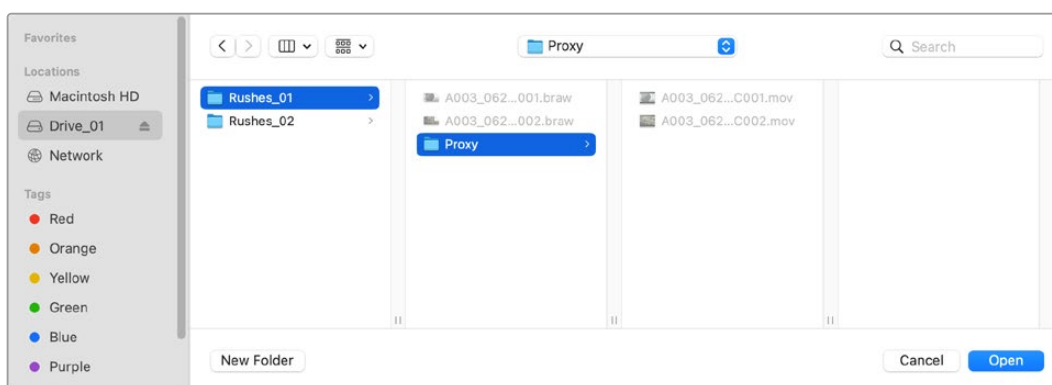 Favorites
Locations
Macintosh HD
Drive_01
Network
Tags
Red
Orange
Yellow
Green
Blue
Purple
Proxy
Search
Rushes_01
Rushes_02
A003_062...001.braw
A003_062...002.braw
Proxy
A003_062...C001.mov
A003_062...C002.mov
New Folder
Cancel
Open